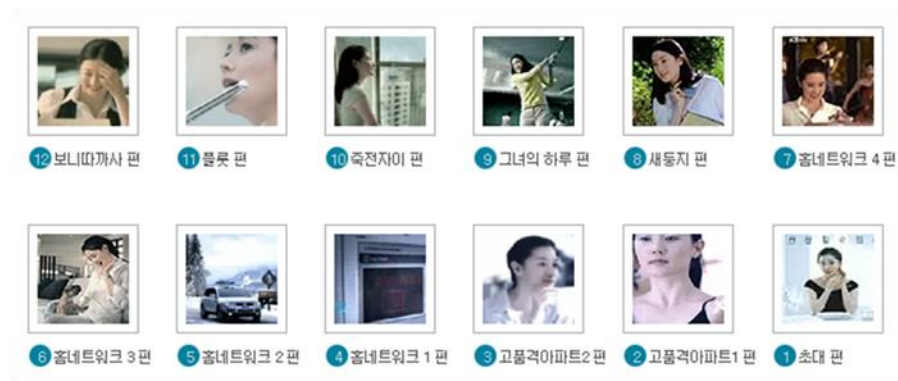 12 보니따까사 편
11 플룻 편
10 죽전자이 편
9 그녀의 하루 편
8 새둥지 편
7 홈네트워크 4 편
6 홈네트워크 3 편
5 홈네트워크 2 편
4 홈네트워크 1 편
3 고품격아파트2 편
2 고품격아파트1 편
1 초대 편